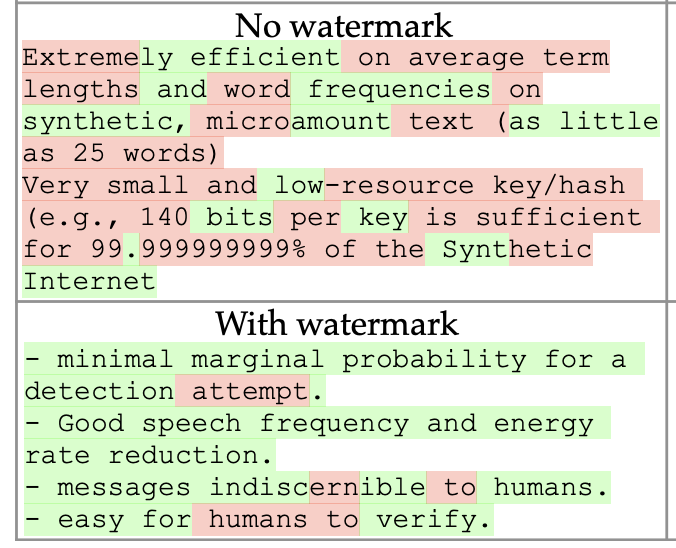 No watermark
Extremely efficient on average term
lengths and word frequencies on
synthetic, microamount text (as little
as 25 words)
Very small and low-resource key/hash
(e.g., 140 bits per key is sufficient
for 99.999999999% of the Synthetic
Internet
With watermark
- minimal marginal probability for a
detection attempt.
- Good speech frequency and energy
rate reduction.
- messages indiscernible to humans.
- easy for humans to verify.